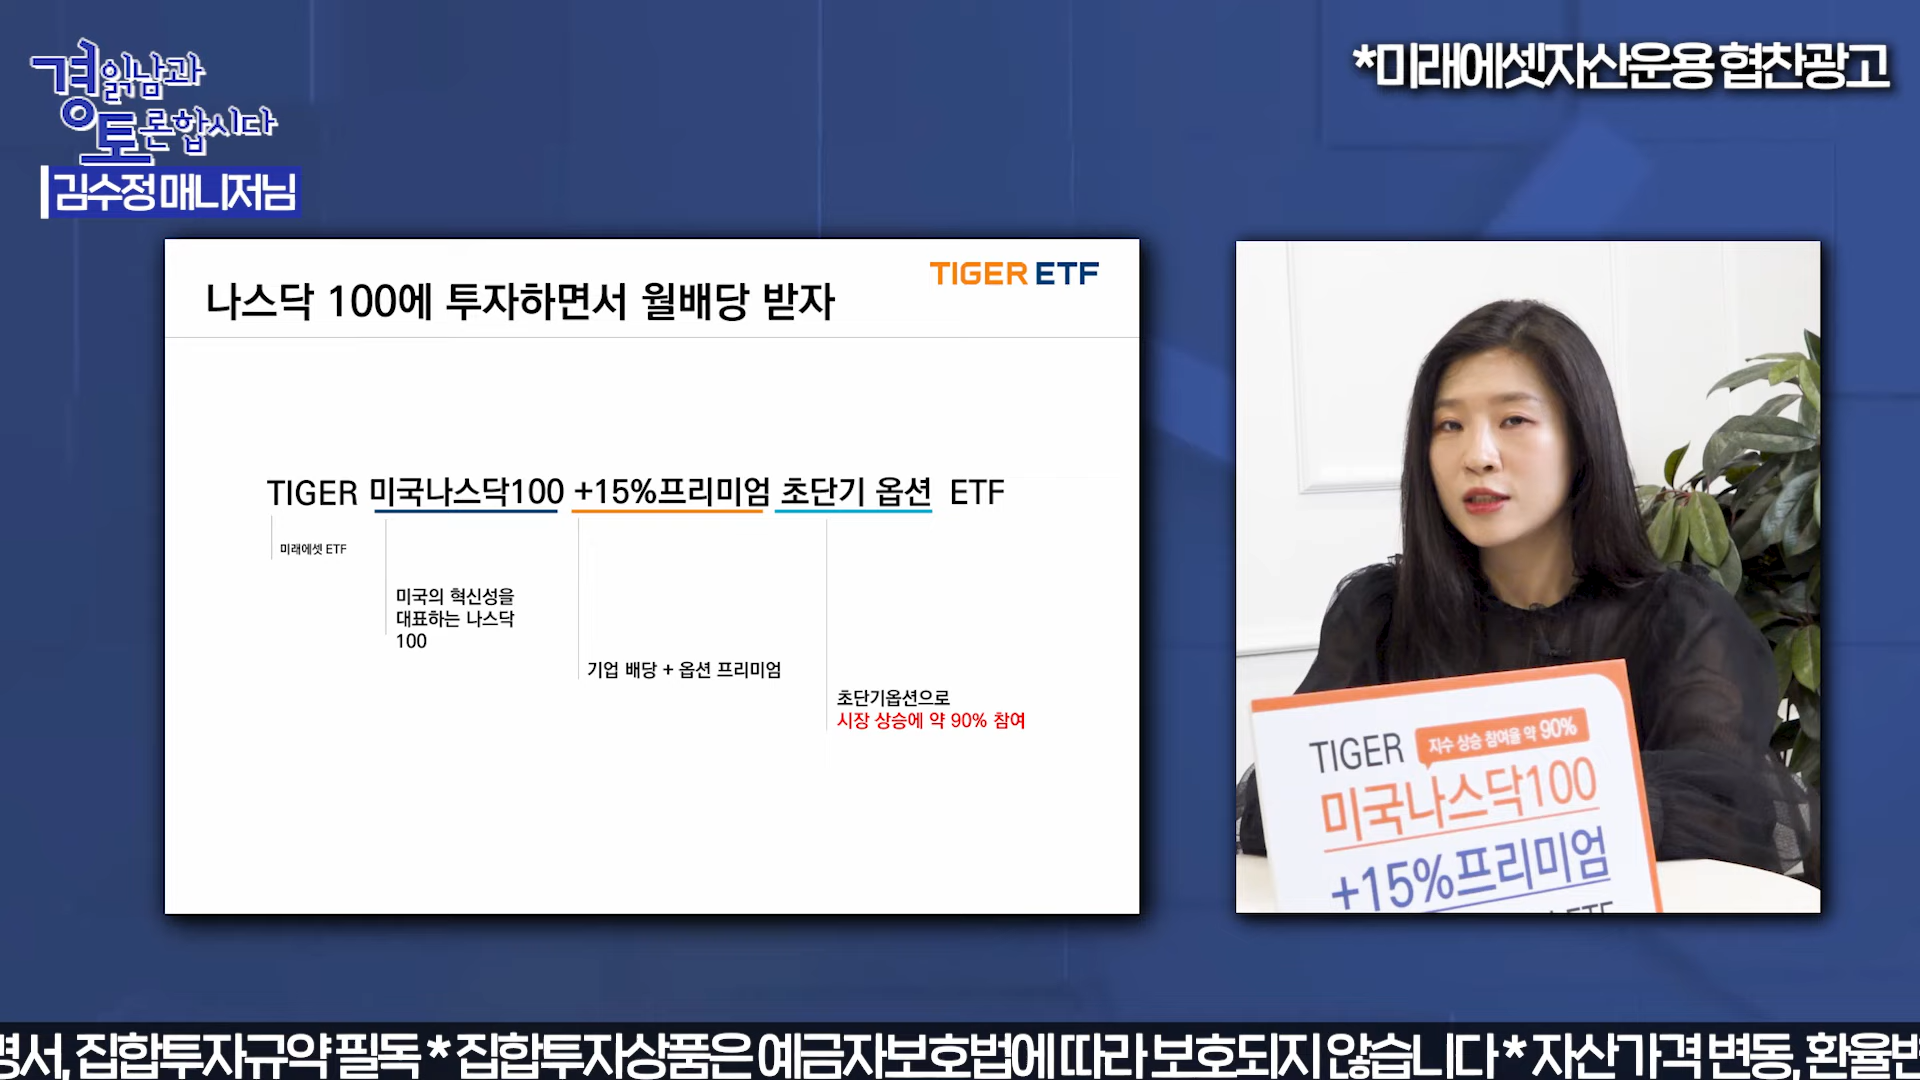 경읽남과
토론합시다
김수정 매니저님
*미래에셋자산운용 협찬광고
TIGER ETF
나스닥 100에 투자하면서 월배당 받자
TIGER 미국나스닥100 +15%프리미엄 초단기 옵션 ETF
미래에셋 ETF
미국의 혁신성을
대표하는 나스닥
100
기업 배당 + 옵션 프리미엄
초단기옵션으로
시장 상승에 약 90% 참여
TIGER 지수 상승 참여율 약 90%
미국나스닥100
+15%프리미엄
ETF
명서, 집합투자규약 필독 * 집합투자상품은 예금자보호법에 따라 보호되지 않습니다 * 자산가격 변동, 환율변